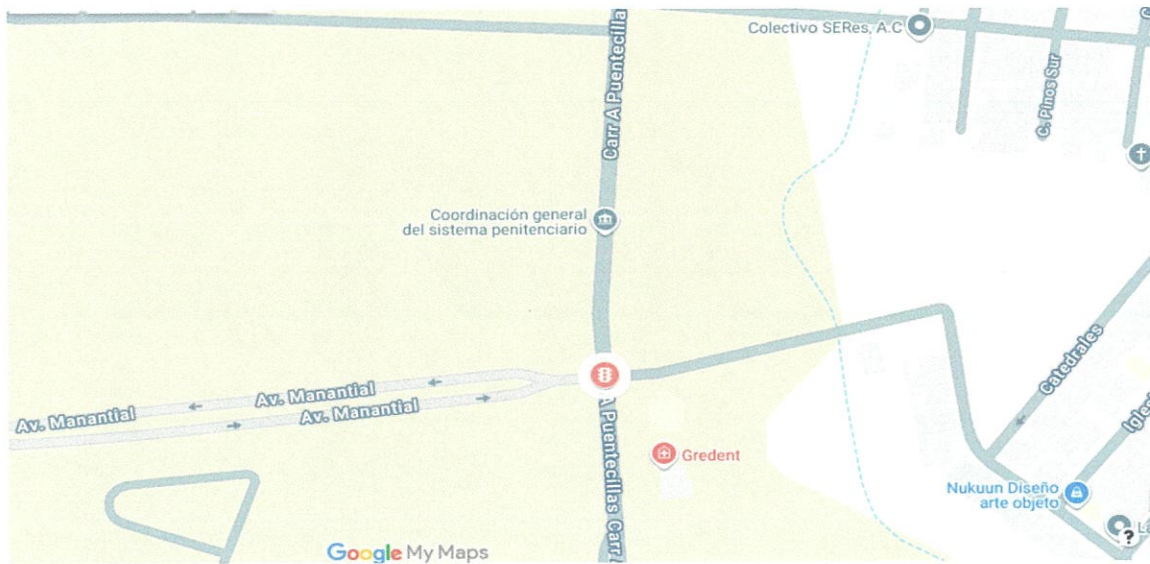 Colectivo SERes, A.C
Carr A Puentecilla
C. Pinos Sur
Coordinación general
del sistema penitenciario
Catedrales
Av. Manantial
Av. Manantial
Av. Manantial
A Puentecillas Carr
Gredent
Nukuun Diseño
arte objeto
Google My Maps
?